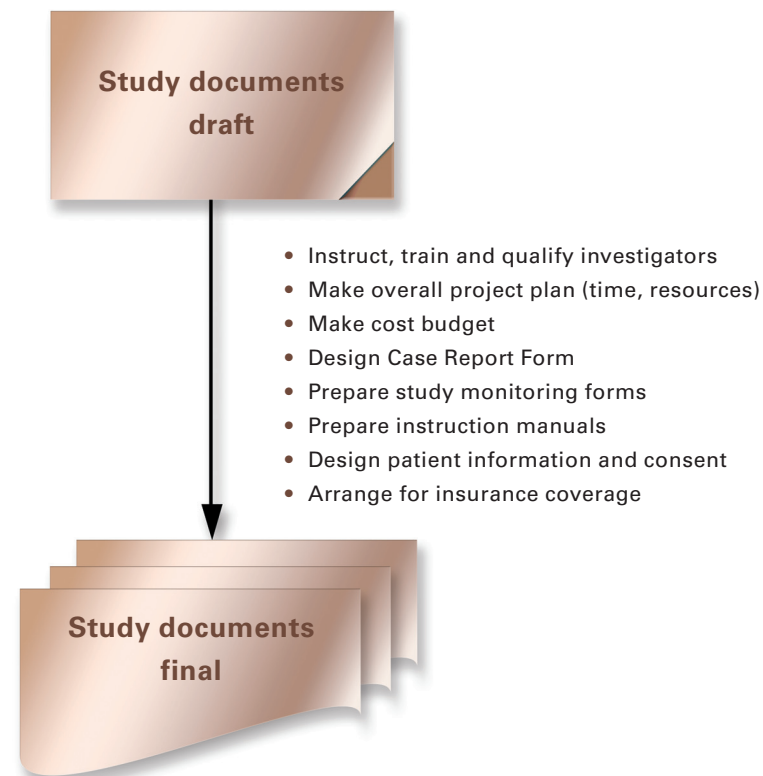 Study documents
draft
• Instruct, train and qualify investigators
• Make overall project plan (time, resources)
• Make cost budget
• Design Case Report Form
• Prepare study monitoring forms
• Prepare instruction manuals
• Design patient information and consent
• Arrange for insurance coverage
Study documents
final